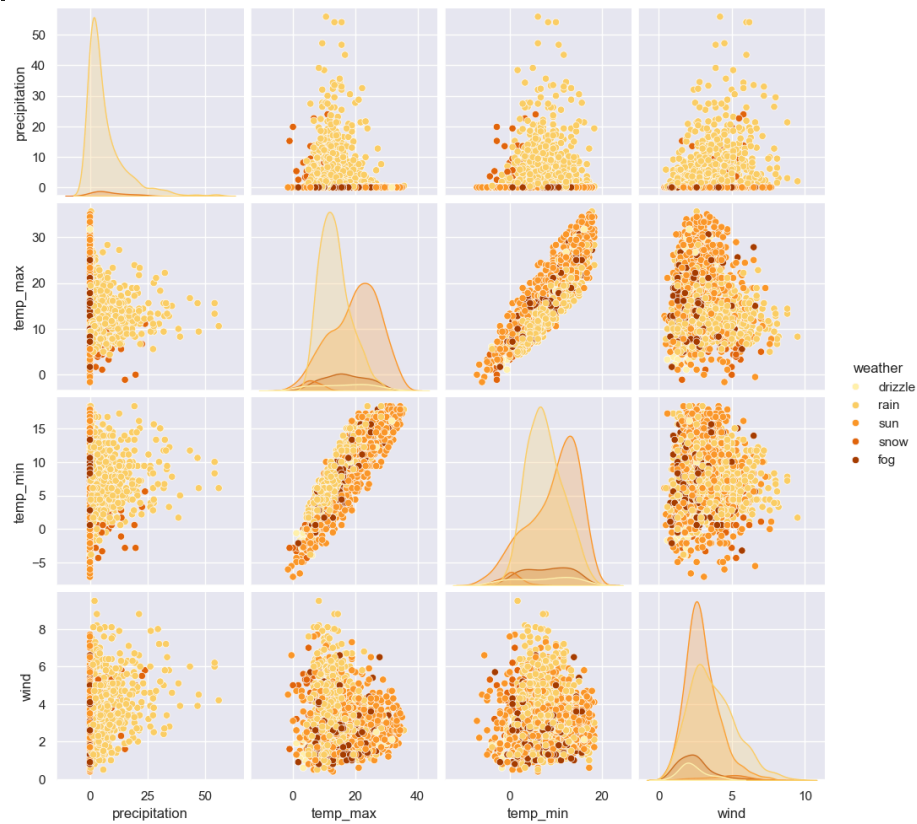 50
40
30
20
10
0
precipitation
30
20
10
0
temp_max
weather
drizzle
rain
sun
snow
fog
15
10
5
0
−5
temp_min
8
6
4
2
0
wind
0 25 50
0 20 40
0 20
0 5
precipitation temp_max temp_min wind